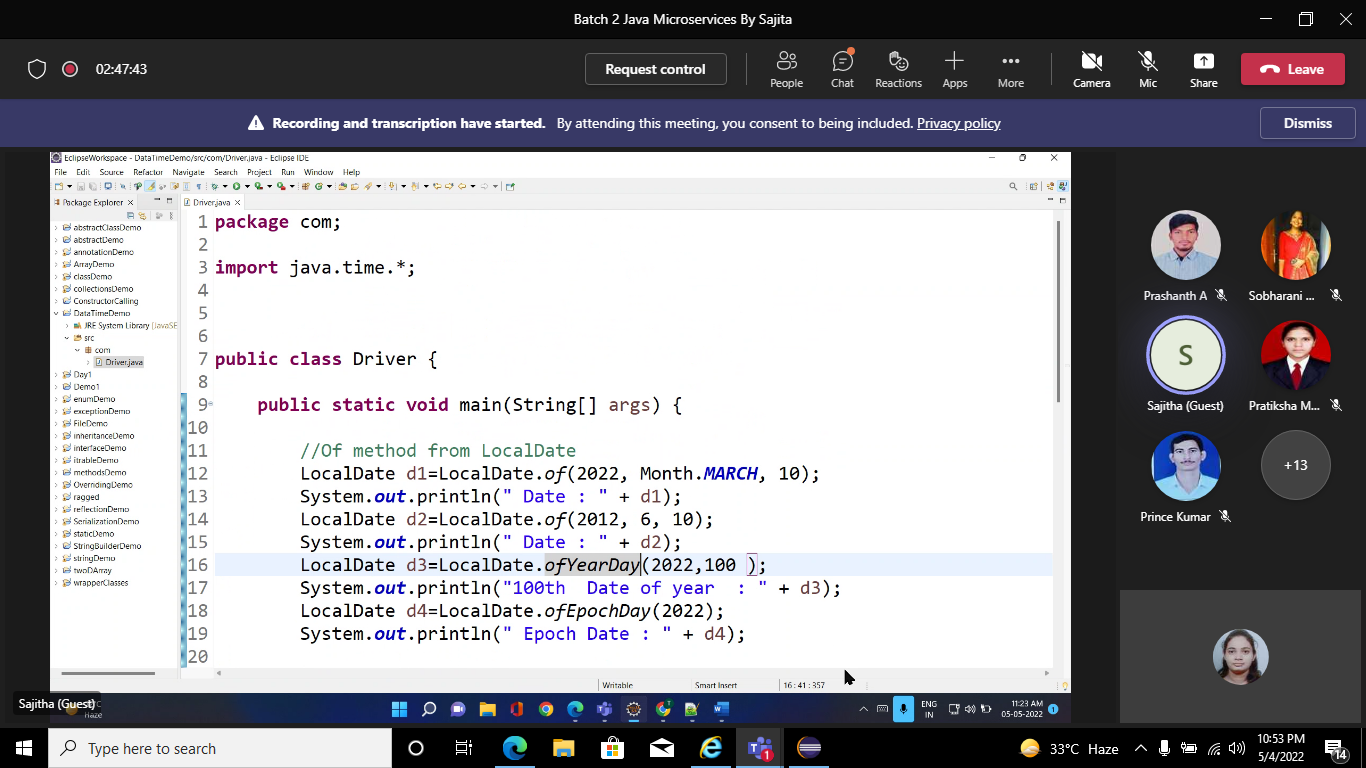 Batch 2 Java Microservices By Sajita
02:47:43
Request control
People
Chat
Reactions
Apps
More
Camera
Mic
Share
Leave
Recording and transcription have started. By attending this meeting, you consent to being included. Privacy policy
Dismiss
EclipseWorkspace - DataTimeDemo/src/com/Driver.java - Eclipse IDE
File Edit Source Refactor Navigate Search Project Run Window Help
Package Explorer
Driver.java
abstractClassDemo
abstractDemo
annotationDemo
ArrayDemo
classDemo
collectionsDemo
ConstructorCalling
DataTimeDemo
JRE System Library [JavaSE
src
com
Driver.java
Day1
Demo1
enumDemo
exceptionDemo
FileDemo
inheritanceDemo
interfaceDemo
itrableDemo
methodsDemo
OverridingDemo
ragged
reflectionDemo
SerializationDemo
staticDemo
StringBuilderDemo
stringDemo
twoDArray
wrapperClasses
1 package com;
2
3 import java.time.*;
4
5
6
7 public class Driver {
8
9 public static void main(String[] args) {
10
11 //Of method from LocalDate
12 LocalDate d1=LocalDate.of(2022, Month.MARCH, 10);
13 System.out.println(" Date : " + d1);
14 LocalDate d2=LocalDate.of(2012, 6, 10);
15 System.out.println(" Date : " + d2);
16 LocalDate d3=LocalDate.ofYearDay(2022,100 );
17 System.out.println("100th  Date of year  : " + d3);
18 LocalDate d4=LocalDate.ofEpochDay(2022);
19 System.out.println(" Epoch Date : " + d4);
20
Writable
Smart Insert
16 : 41 : 357
Sajitha (Guest)
Haze
ENG
IN
11:23 AM
05-05-2022
1
Prashanth A
Sobharani ...
S
Sajitha (Guest)
Pratiksha M...
Prince Kumar
+13
Type here to search
1
33°C Haze
10:53 PM
5/4/2022
14